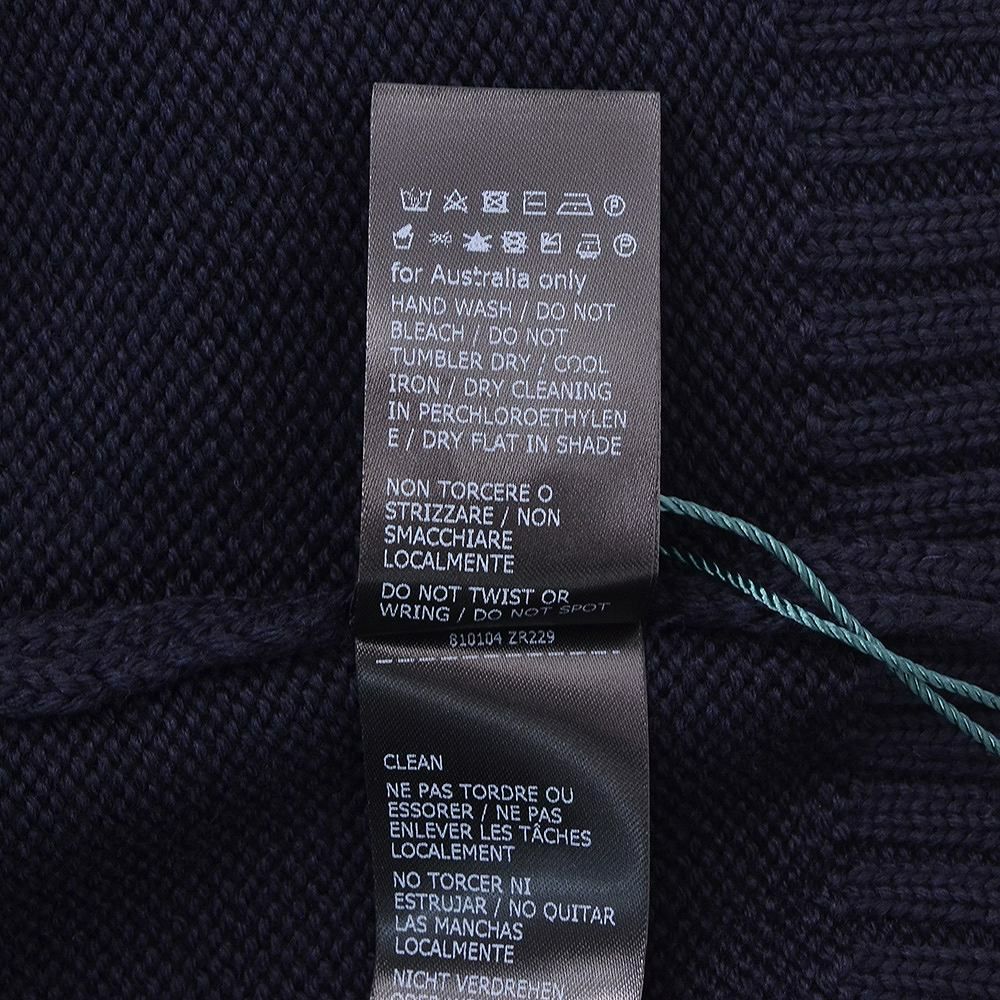 for Australia only
HAND WASH / DO NOT
BLEACH / DO NOT
TUMBLER DRY / COOL
IRON / DRY CLEANING
IN PERCHLOROETHYLEN
E / DRY FLAT IN SHADE
NON TORCERE O
STRIZZARE / NON
SMACCHIARE
LOCALMENTE
DO NOT TWIST OR
WRING / DO NOT SPOT
810104 ZR229
CLEAN
NE PAS TORDRE OU
ESSORER / NE PAS
ENLEVER LES TÂCHES
LOCALEMENT
NO TORCER NI
ESTRUJAR / NO QUITAR
LAS MANCHAS
LOCALMENTE
NICHT VERDREHEN